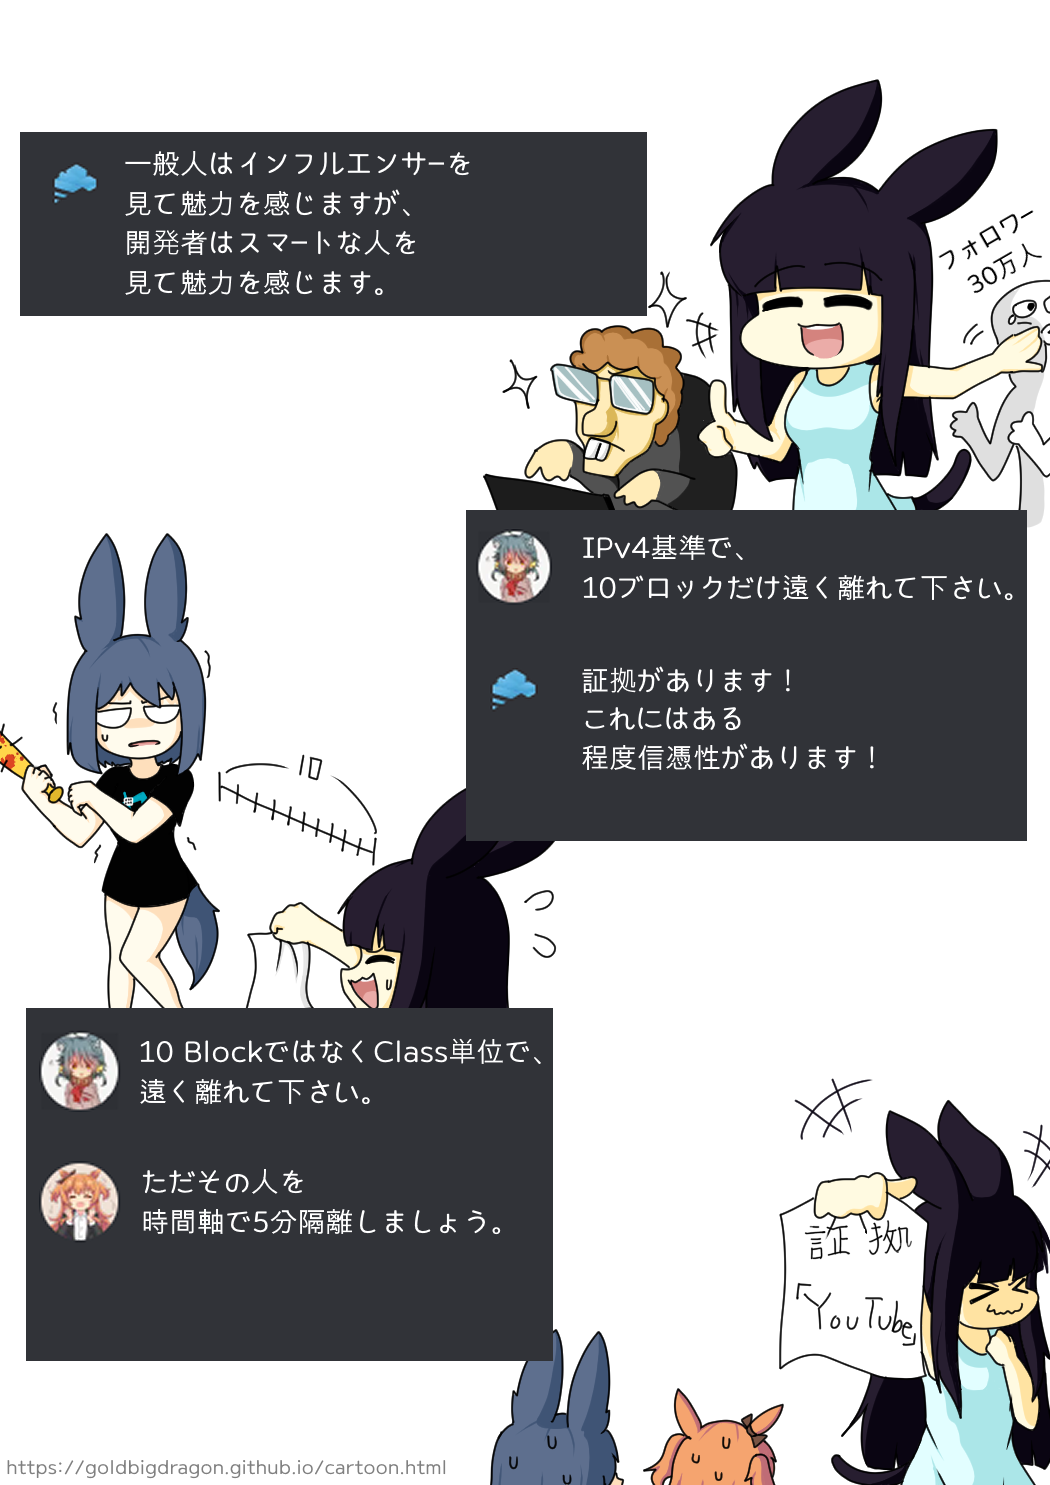 一般人はインフルエンサーを
見て魅力を感じますが、
開発者はスマートな人を
見て魅力を感じます。
フォロワー
30万人
IPv4基準で、
10ブロックだけ遠く離れて下さい。
証拠があります！
これにはある
程度信憑性があります！
10
10 BlockではなくClass単位で、
遠く離れて下さい。
ただその人を
時間軸で5分隔離しましょう。
証拠
「YouTube」
https://goldbigdragon.github.io/cartoon.html